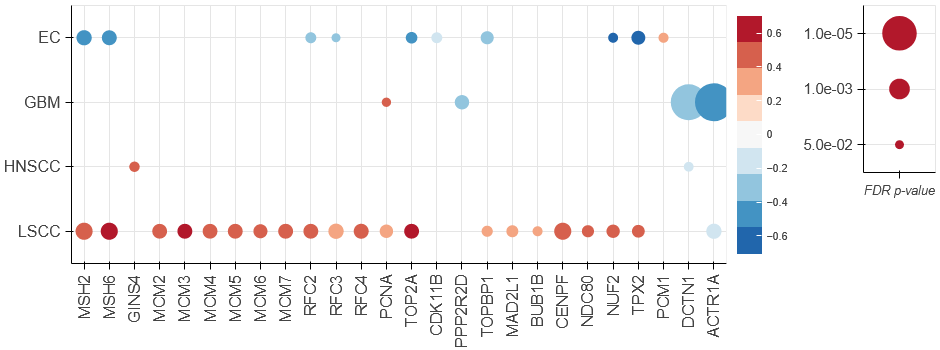 EC
GBM
HNSCC
LSCC
MSH2
MSH6
GINS4
MCM2
MCM3
MCM4
MCM5
MCM6
MCM7
RFC2
RFC3
RFC4
PCNA
TOP2A
CDK11B
PPP2R2D
TOPBP1
MAD2L1
BUB1B
CENPF
NDC80
NUF2
TPX2
PCM1
DCTN1
ACTR1A
0.6
0.4
0.2
0
−0.2
−0.4
−0.6
1.0e-05
1.0e-03
5.0e-02
FDR p-value